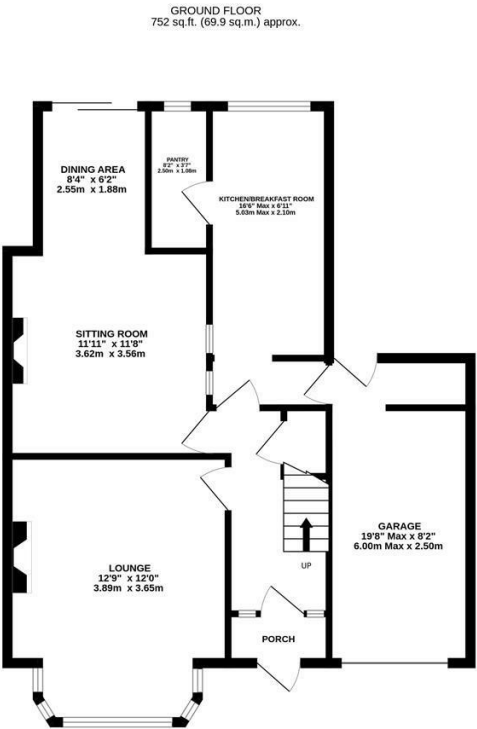 GROUND FLOOR
752 sq.ft. (69.9 sq.m.) approx.
DINING AREA
8'4" x 6'2"
2.55m x 1.88m
PANTRY
8'2" x 3'7"
2.50m x 1.08m
KITCHEN/BREAKFAST ROOM
16'6" Max x 6'11"
5.03m Max x 2.10m
SITTING ROOM
11'11" x 11'8"
3.62m x 3.56m
GARAGE
19'8" Max x 8'2"
6.00m Max x 2.50m
LOUNGE
12'9" x 12'0"
3.89m x 3.65m
UP
PORCH